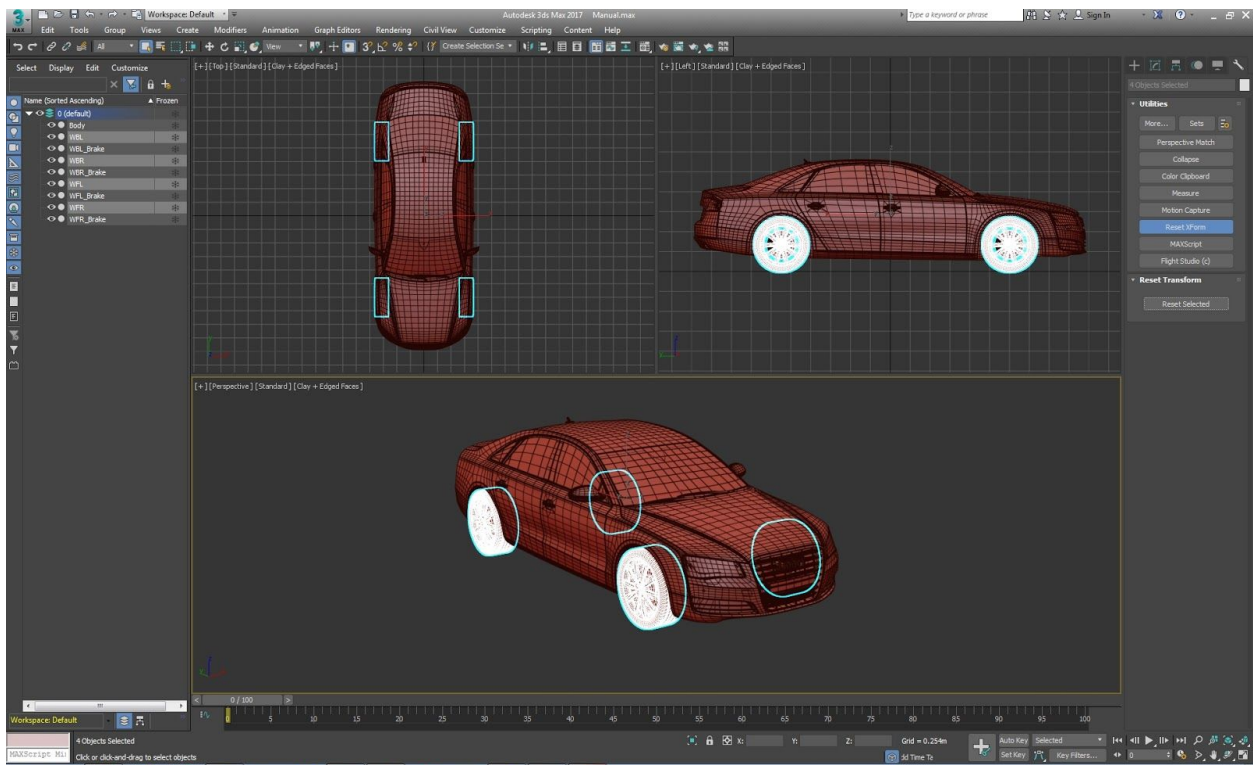 Workspace: Default
Autodesk 3ds Max 2017 Manual.max
Type a keyword or phrase
Sign In
MAX
Edit Tools Group Views Create Modifiers Animation Graph Editors Rendering Civil View Customize Scripting Content Help
All
View
Create Selection Se
Select Display Edit Customize
Name (Sorted Ascending) ▲ Frozen
0 (default)
Body
WBL
WBL_Brake
WBR
WBR_Brake
WFL
WFL_Brake
WFR
WFR_Brake
[+] [Top] [Standard] [Clay + Edged Faces]
[+] [Left] [Standard] [Clay + Edged Faces]
[+] [Perspective] [Standard] [Clay + Edged Faces]
4 Objects Selected
Utilities
More... Sets
Perspective Match
Collapse
Color Clipboard
Measure
Motion Capture
Reset XForm
MAXScript
Flight Studio (c)
Reset Transform
Reset Selected
0 / 100
Workspace: Default
0 5 10 15 20 25 30 35 40 45 50 55 60 65 70 75 80 85 90 95 100
4 Objects Selected
X: Y: Z: Grid = 0.254m
Auto Key Selected
MAXScript Mi:
Click or click-and-drag to select objects
dd Time Te
Set Key Key Filters...
0